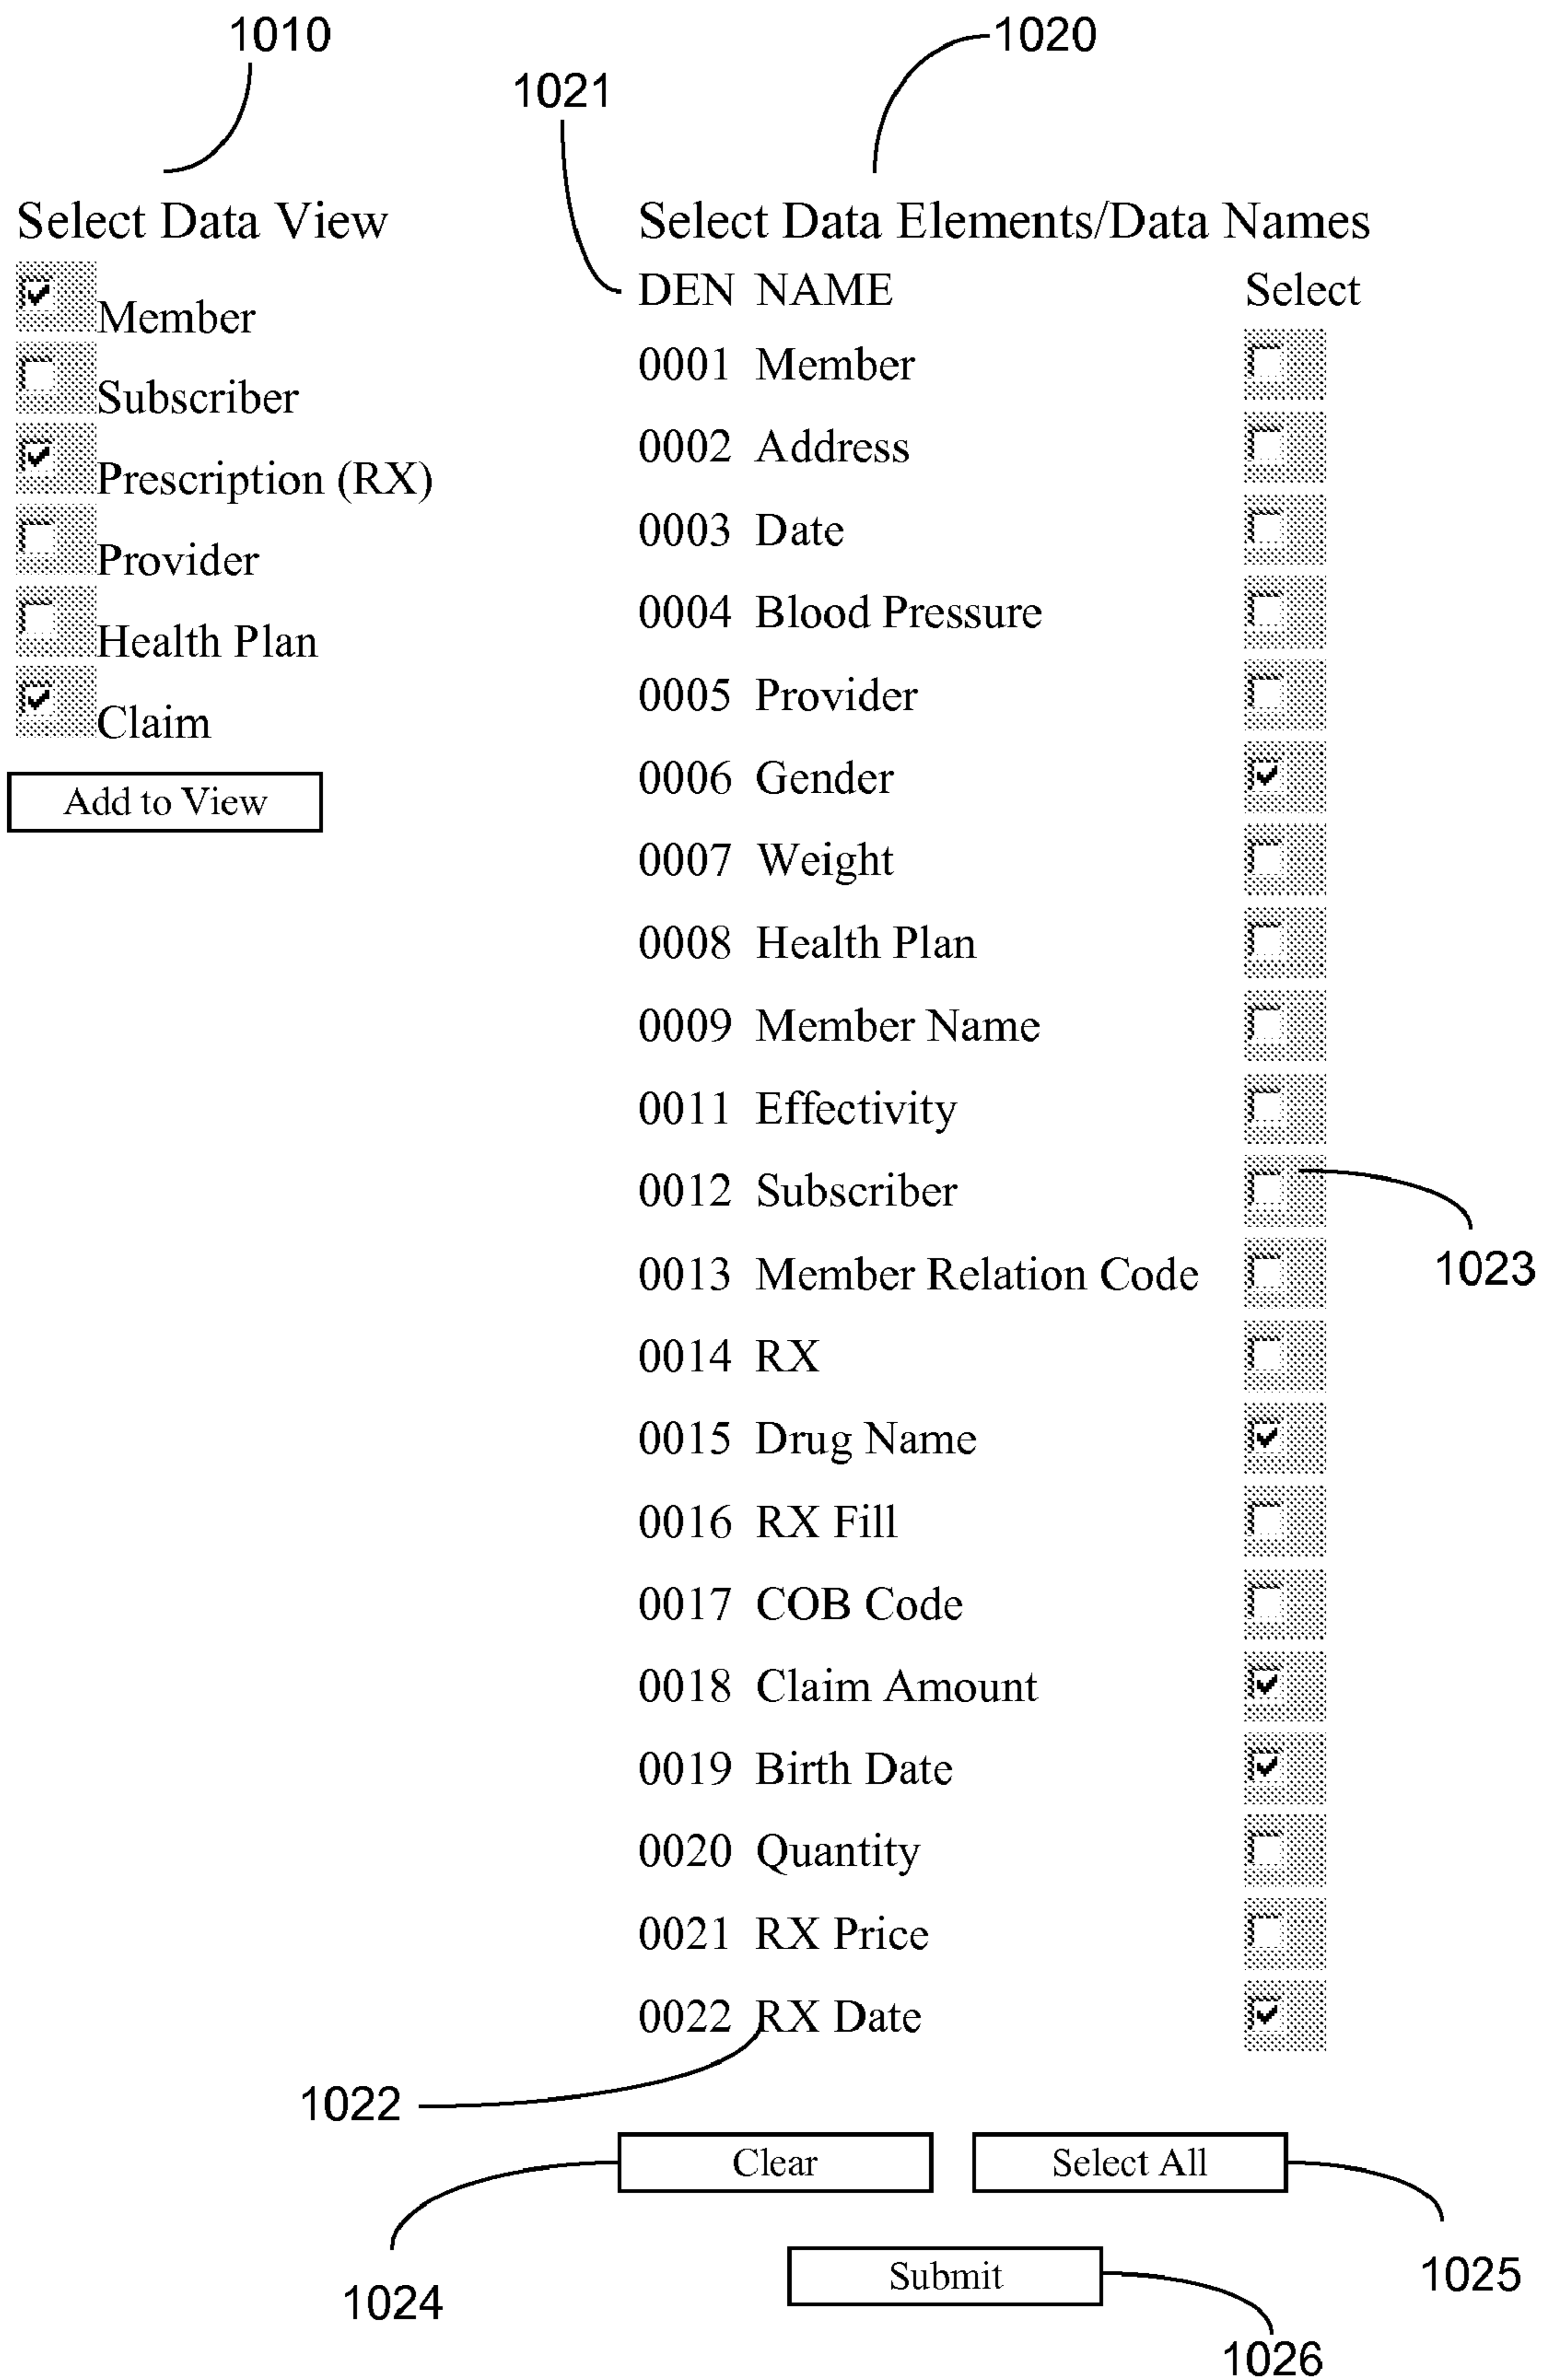 1010
1020
1021
Select Data View
Member
Subscriber
Prescription (RX)
Provider
Health Plan
Claim
Add to View
Select Data Elements/Data Names
DEN NAME Select
0001 Member
0002 Address
0003 Date
0004 Blood Pressure
0005 Provider
0006 Gender
0007 Weight
0008 Health Plan
0009 Member Name
0011 Effectivity
0012 Subscriber
0013 Member Relation Code
0014 RX
0015 Drug Name
0016 RX Fill
0017 COB Code
0018 Claim Amount
0019 Birth Date
0020 Quantity
0021 RX Price
0022 RX Date
1023
1022
Clear
Select All
1024
Submit
1025
1026